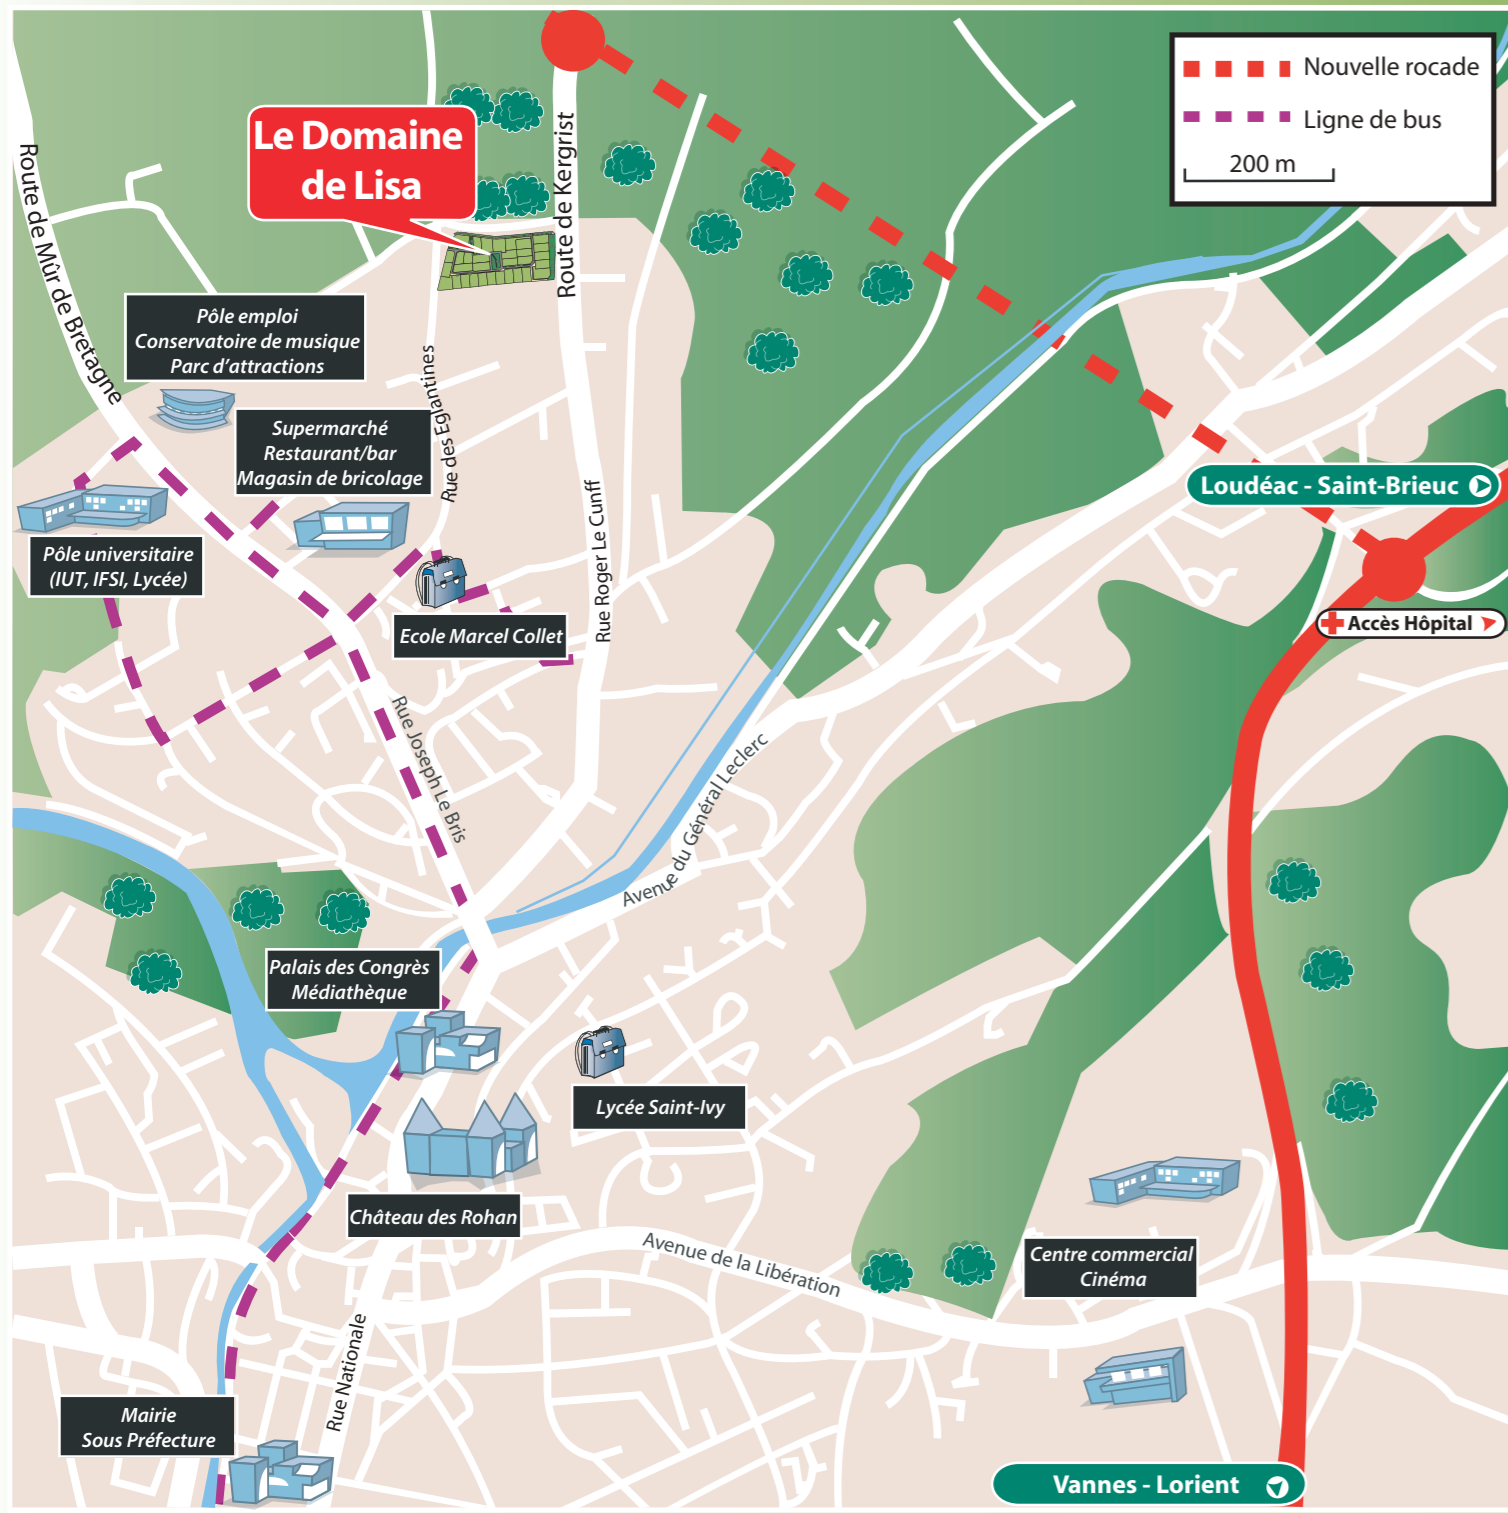 Nouvelle rocade
Ligne de bus
200 m
Le Domaine
de Lisa
Route de Kergrist
Route de Mûr de Bretagne
Pôle emploi
Conservatoire de musique
Parc d'attractions
Supermarché
Restaurant/bar
Magasin de bricolage
Rue des Eglantines
Loudéac - Saint-Brieuc
Pôle universitaire
(IUT, IFSI, Lycée)
Rue Roger Le Cunff
Ecole Marcel Collet
Accès Hôpital
Rue Joseph Le Bris
Avenue du Général Leclerc
Palais des Congrès
Médiathèque
Lycée Saint-Ivy
Château des Rohan
Avenue de la Libération
Centre commercial
Cinéma
Rue Nationale
Mairie
Sous Préfecture
Vannes - Lorient